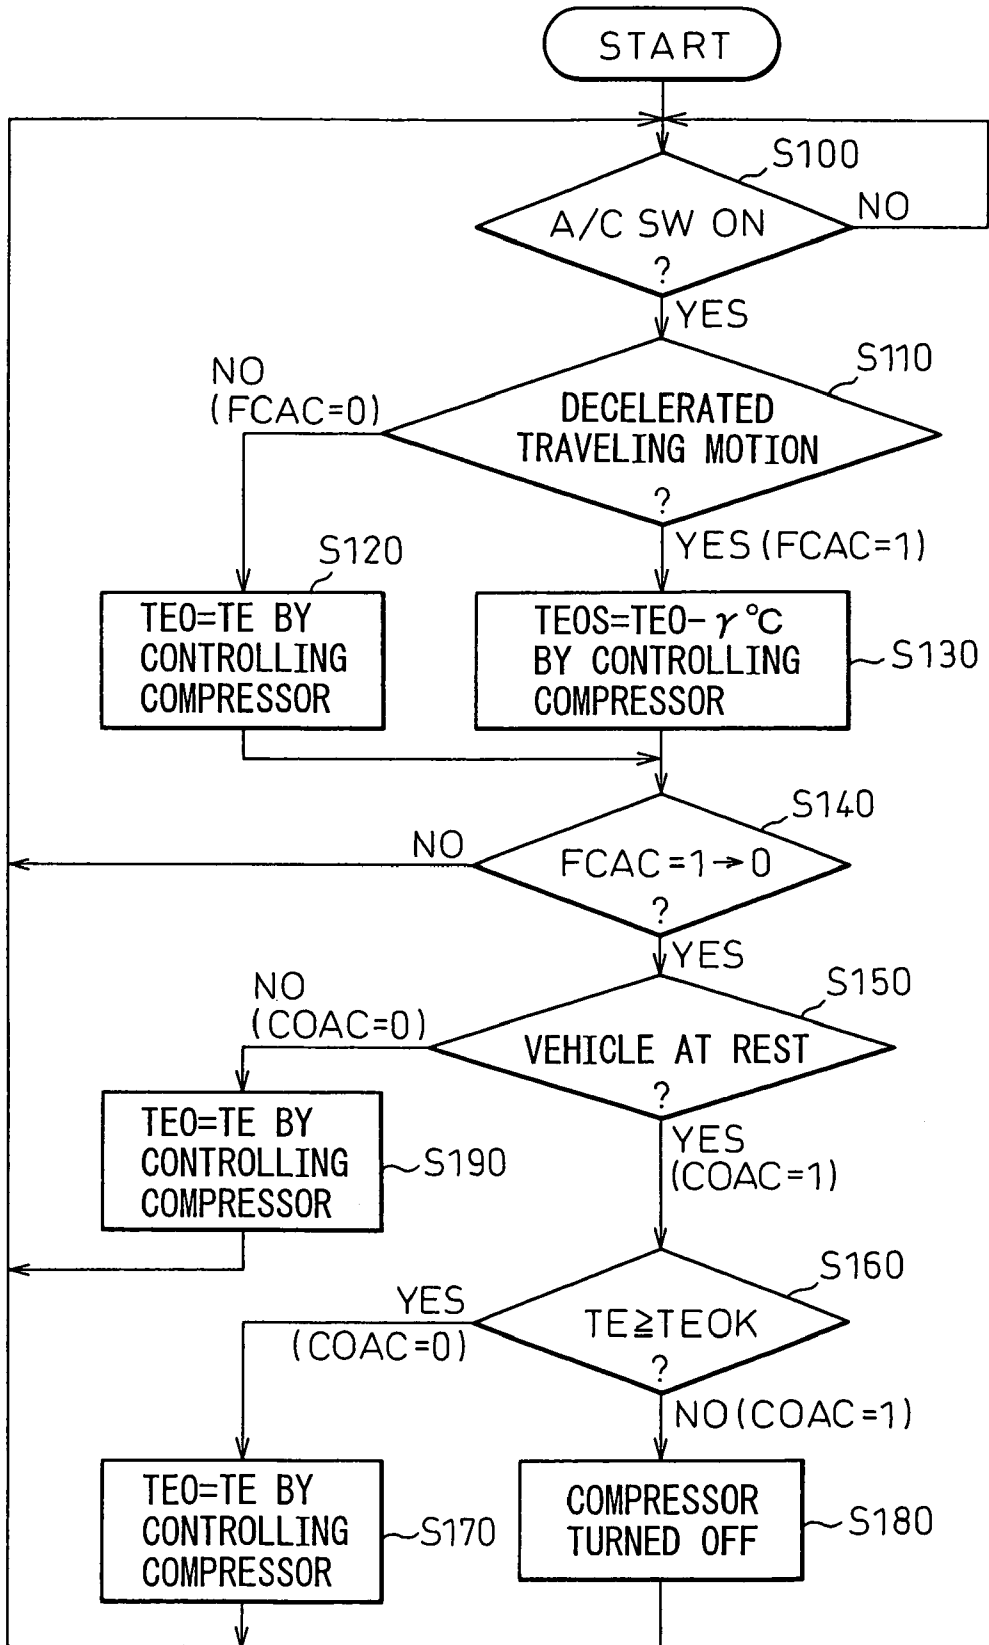 START
S100
A/C SW ON
?
NO
YES
S110
NO
(FCAC=0)
DECELERATED
TRAVELING MOTION
?
YES (FCAC=1)
S120
TEO=TE BY
CONTROLLING
COMPRESSOR
TEOS=TEO-γ°C
BY CONTROLLING
COMPRESSOR
S130
S140
NO
FCAC=1→0
?
YES
S150
NO
(COAC=0)
VEHICLE AT REST
?
TEO=TE BY
CONTROLLING
COMPRESSOR
S190
YES
(COAC=1)
S160
YES
(COAC=0)
TE≧TEOK
?
NO (COAC=1)
TEO=TE BY
CONTROLLING
COMPRESSOR
S170
COMPRESSOR
TURNED OFF
S180